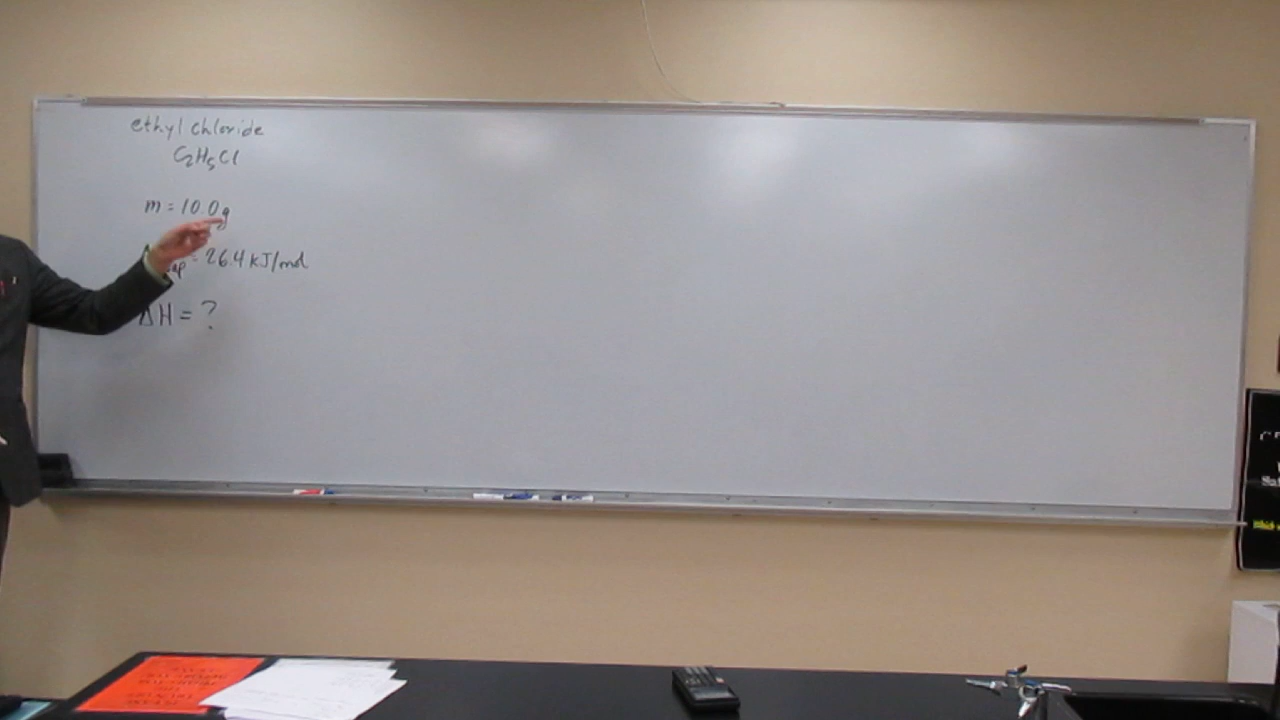 ethyl chloride
C₂H₅Cl
m = 10.0 g
ap = 26.4 kJ/mol
ΔH = ?